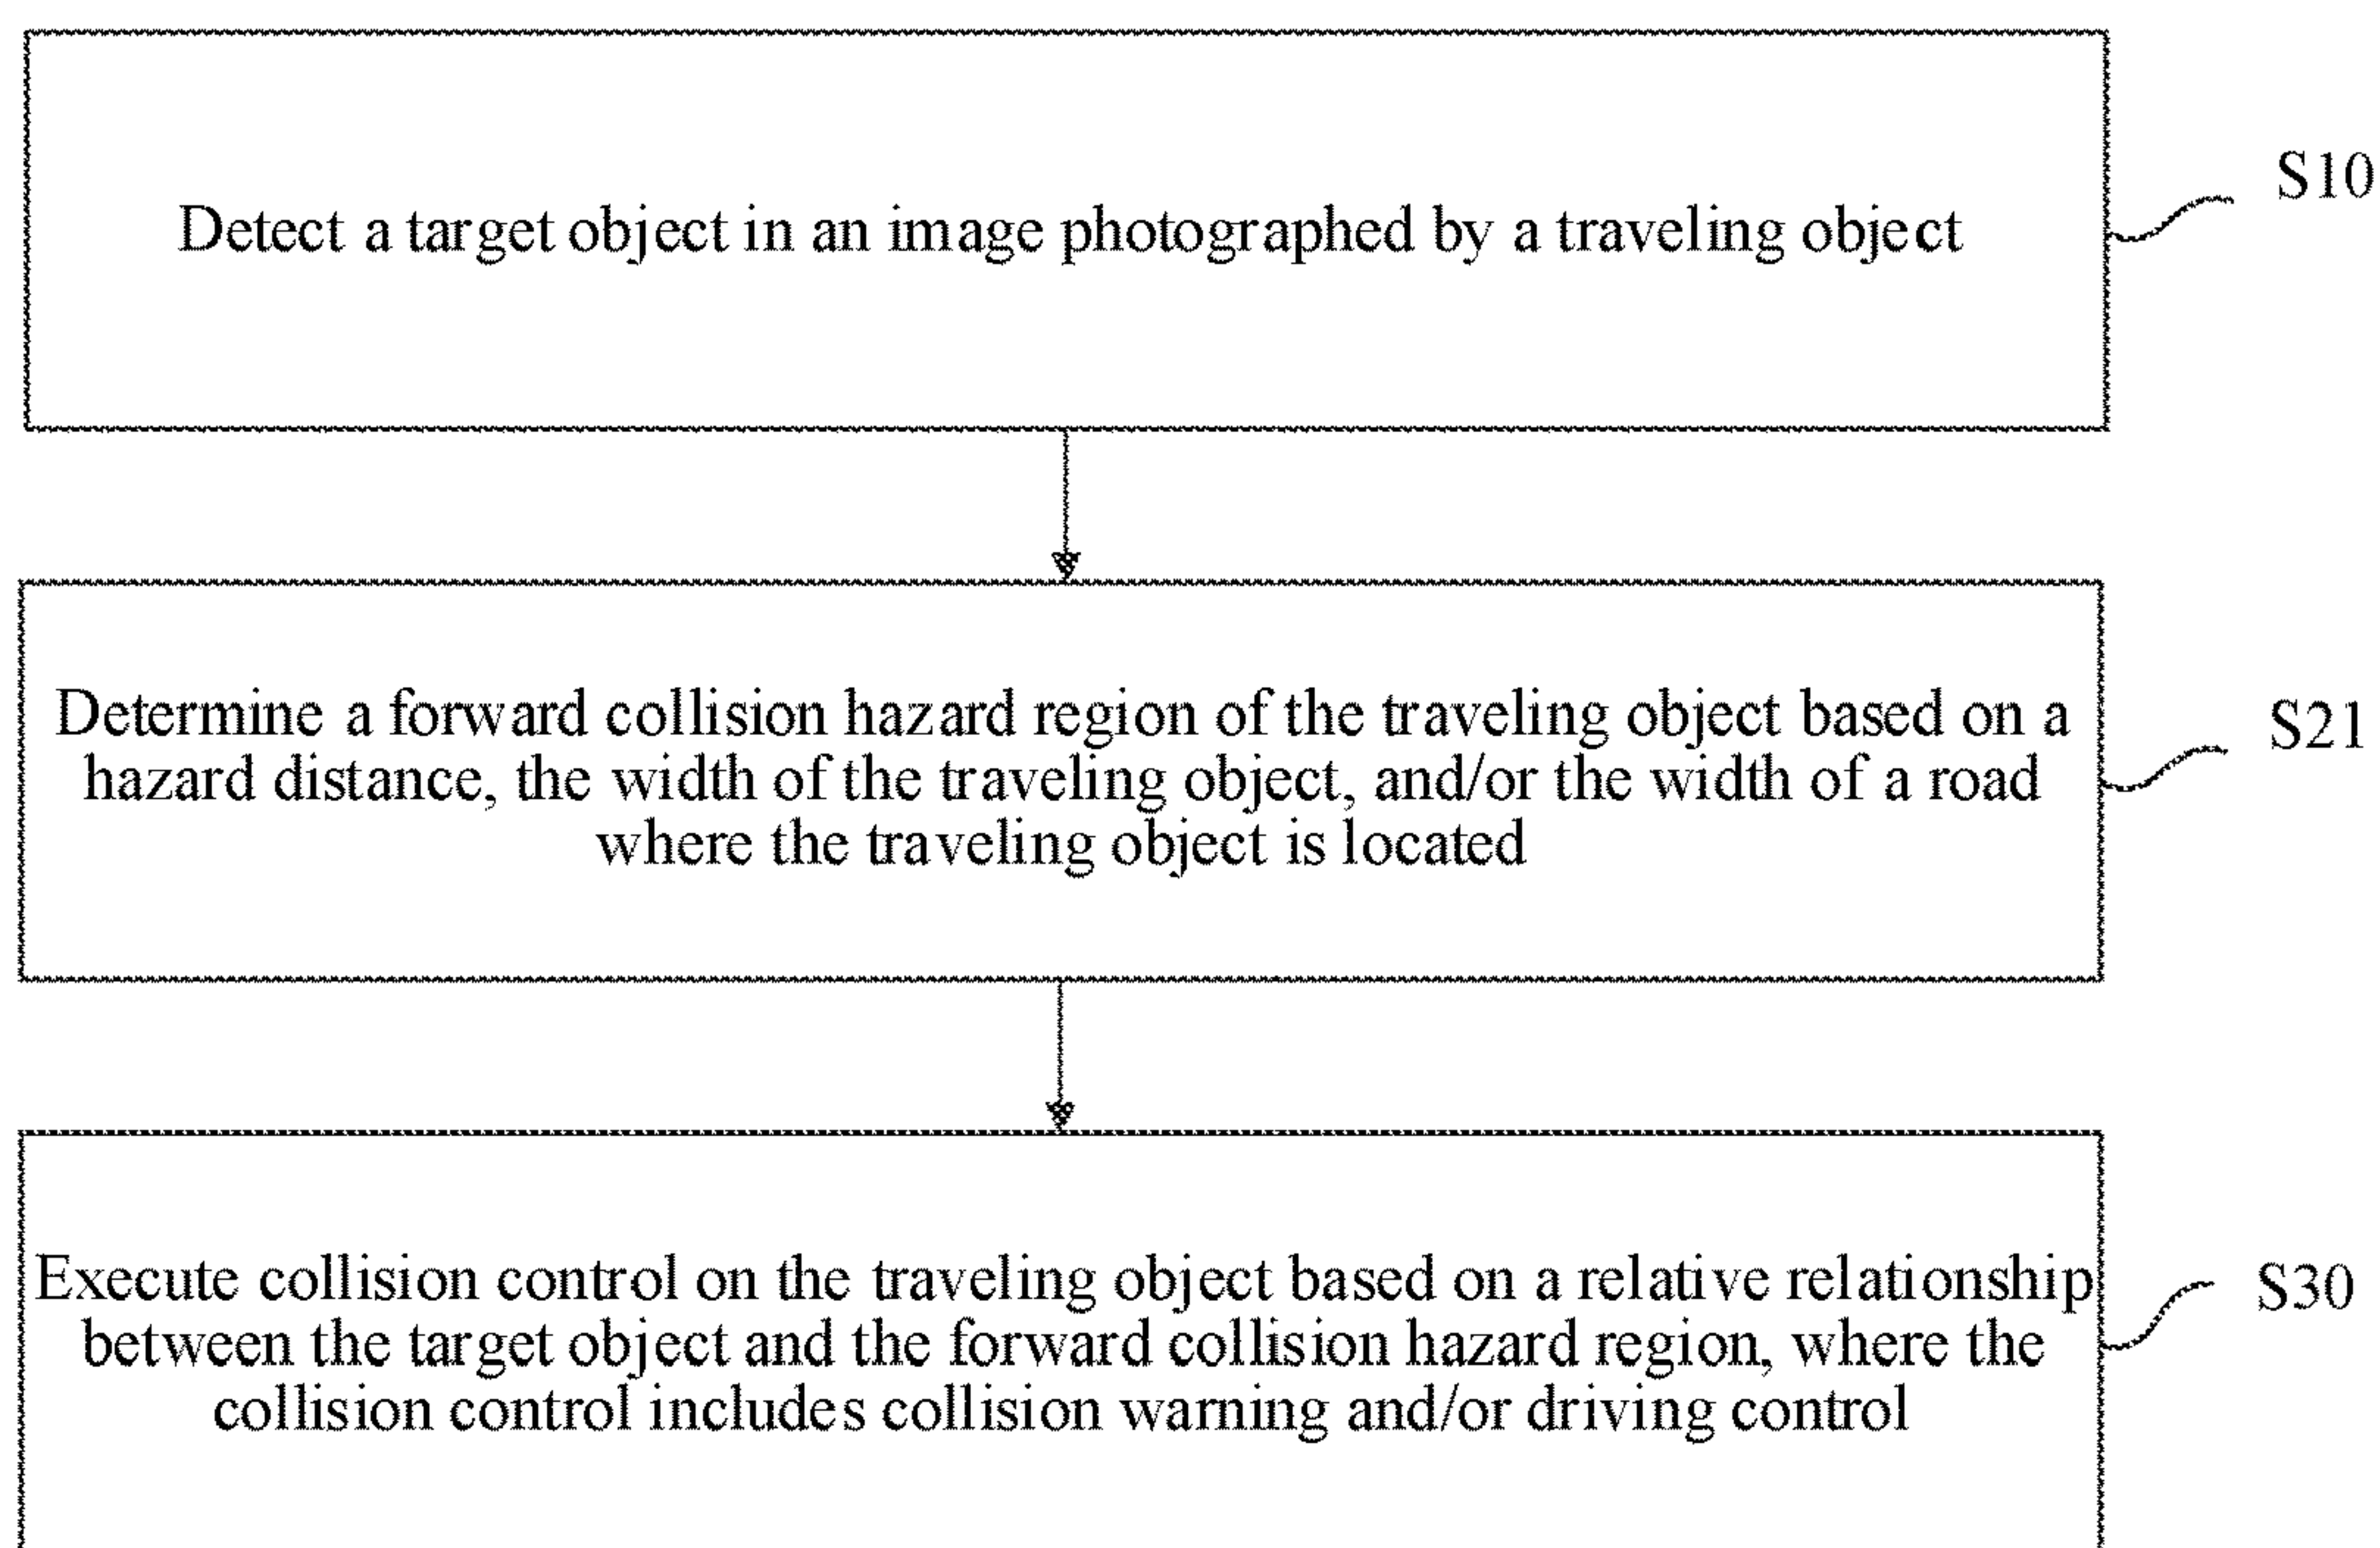 Detect a target object in an image photographed by a traveling object
S10
Determine a forward collision hazard region of the traveling object based on a
hazard distance, the width of the traveling object, and/or the width of a road
where the traveling object is located
S21
Execute collision control on the traveling object based on a relative relationship
between the target object and the forward collision hazard region, where the
collision control includes collision warning and/or driving control
S30